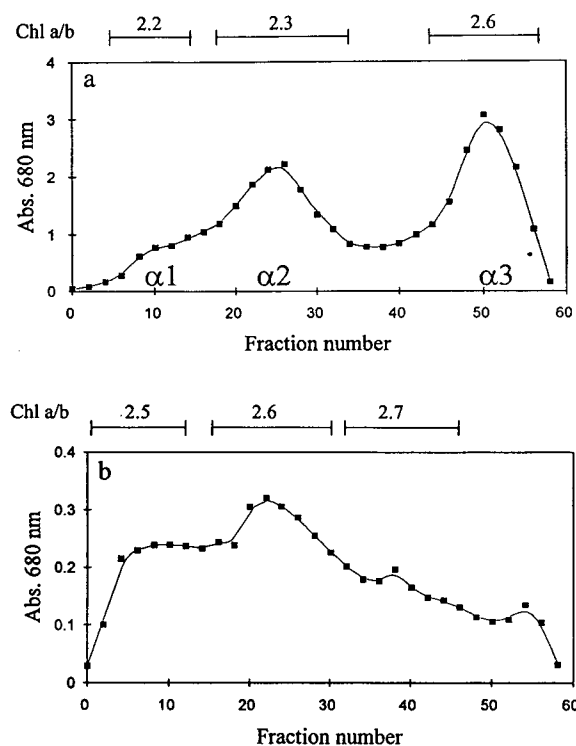 Chl a/b 2.2 2.3 2.6
a
4
3
2
1
0
Abs. 680 nm
α1 α2 α3
0 10 20 30 40 50 60
Fraction number
Chl a/b 2.5 2.6 2.7
b
0.4
0.3
0.2
0.1
0
Abs. 680 nm
0 10 20 30 40 50 60
Fraction number